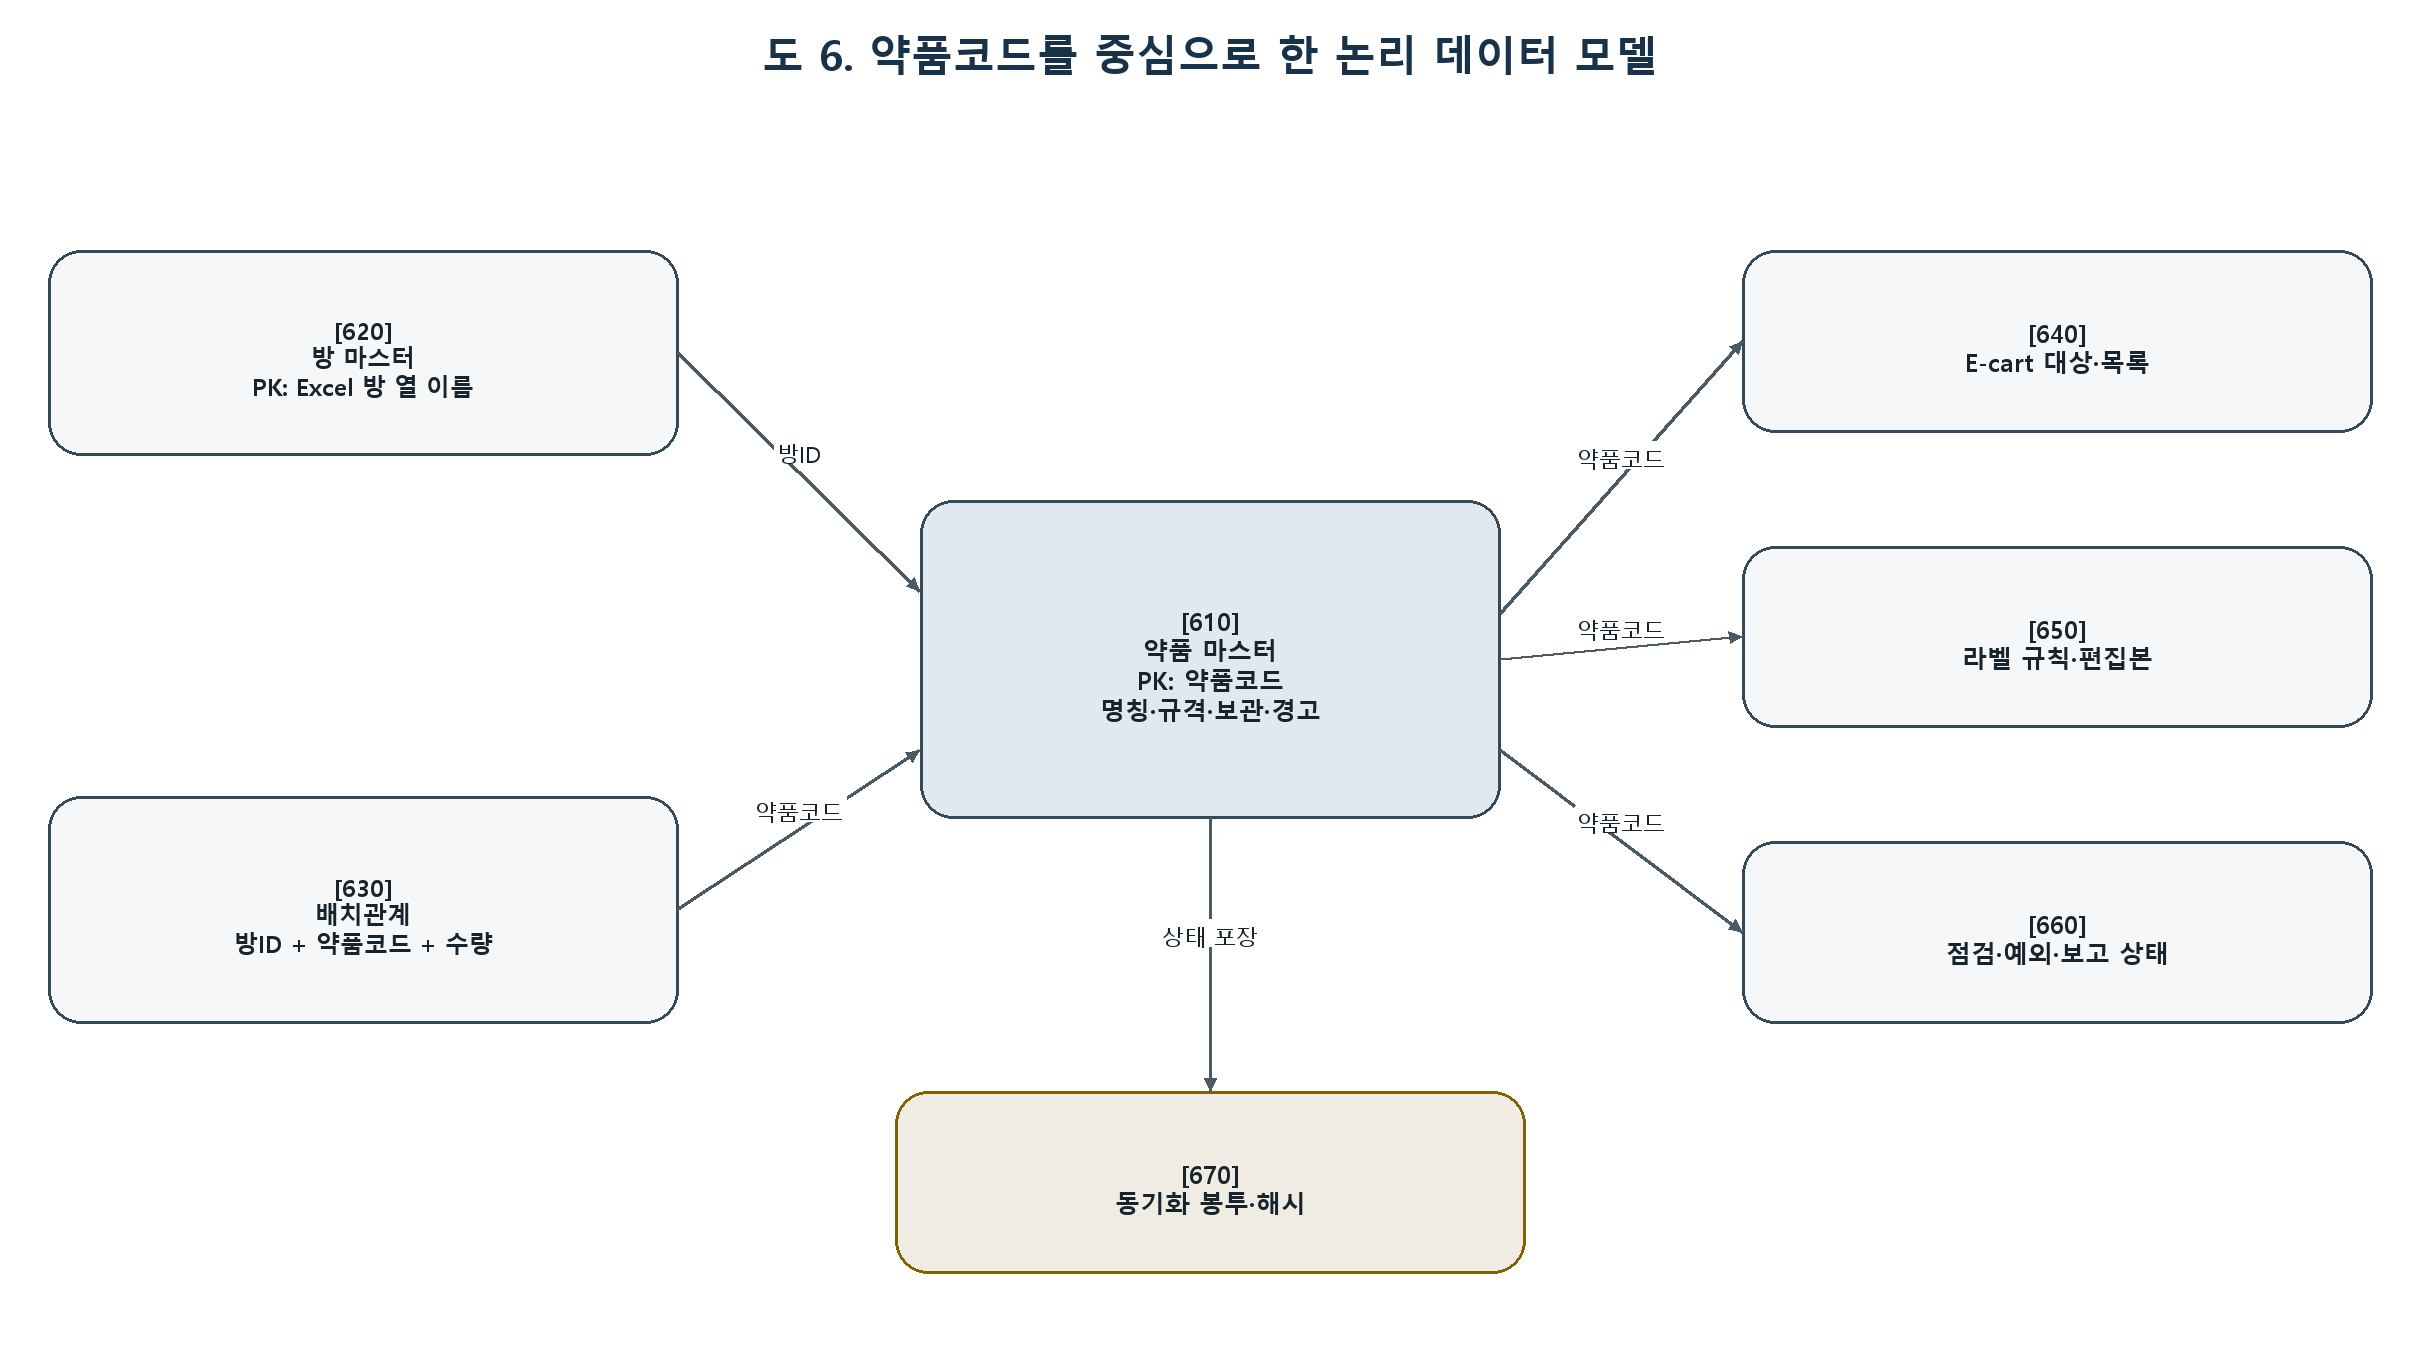 도 6. 약품코드를 중심으로 한 논리 데이터 모델
[620]
방 마스터
PK: Excel 방 열 이름
방ID
[630]
배치관계
방ID + 약품코드 + 수량
약품코드
[610]
약품 마스터
PK: 약품코드
명칭·규격·보관·경고
약품코드
[640]
E-cart 대상·목록
약품코드
[650]
라벨 규칙·편집본
약품코드
[660]
점검·예외·보고 상태
상태 포장
[670]
동기화 봉투·해시